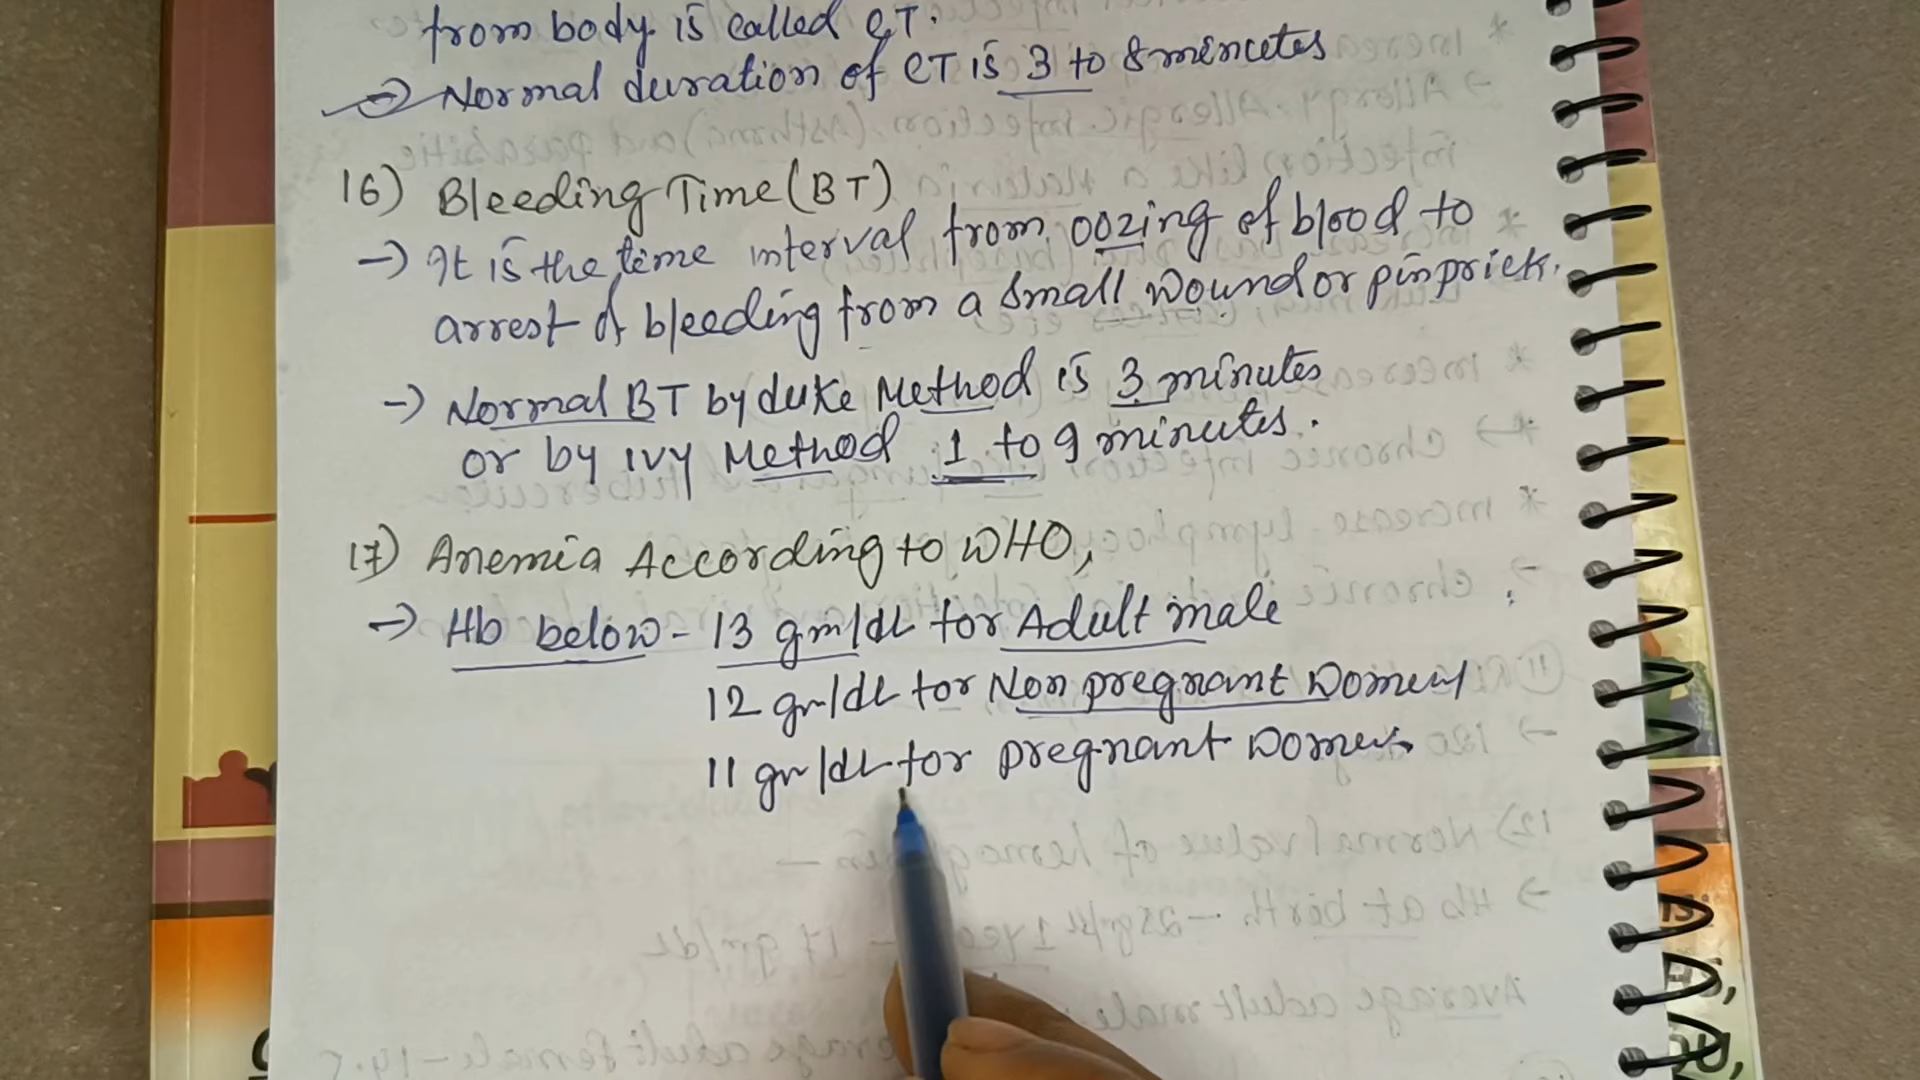 from body is called CT.
→ Normal duration of CT is 3 to 8 minutes
16) Bleeding Time (BT)
→ It is the time interval from oozing of blood to
arrest of bleeding from a small wound or pinprick.
→ Normal BT by duke Method is 3 minutes
or by IVY Method 1 to 9 minutes.
17) Anemia According to WHO,
→ Hb below - 13 gm/dL for Adult male
12 gm/dL for Non pregnant women
11 gm/dL for pregnant women.